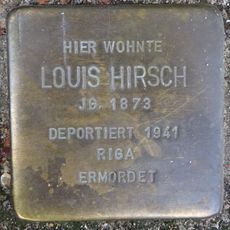 HIER WOHNTE
LOUIS HIRSCH
JG. 1873
DEPORTIERT 1941
RIGA
ERMORDET